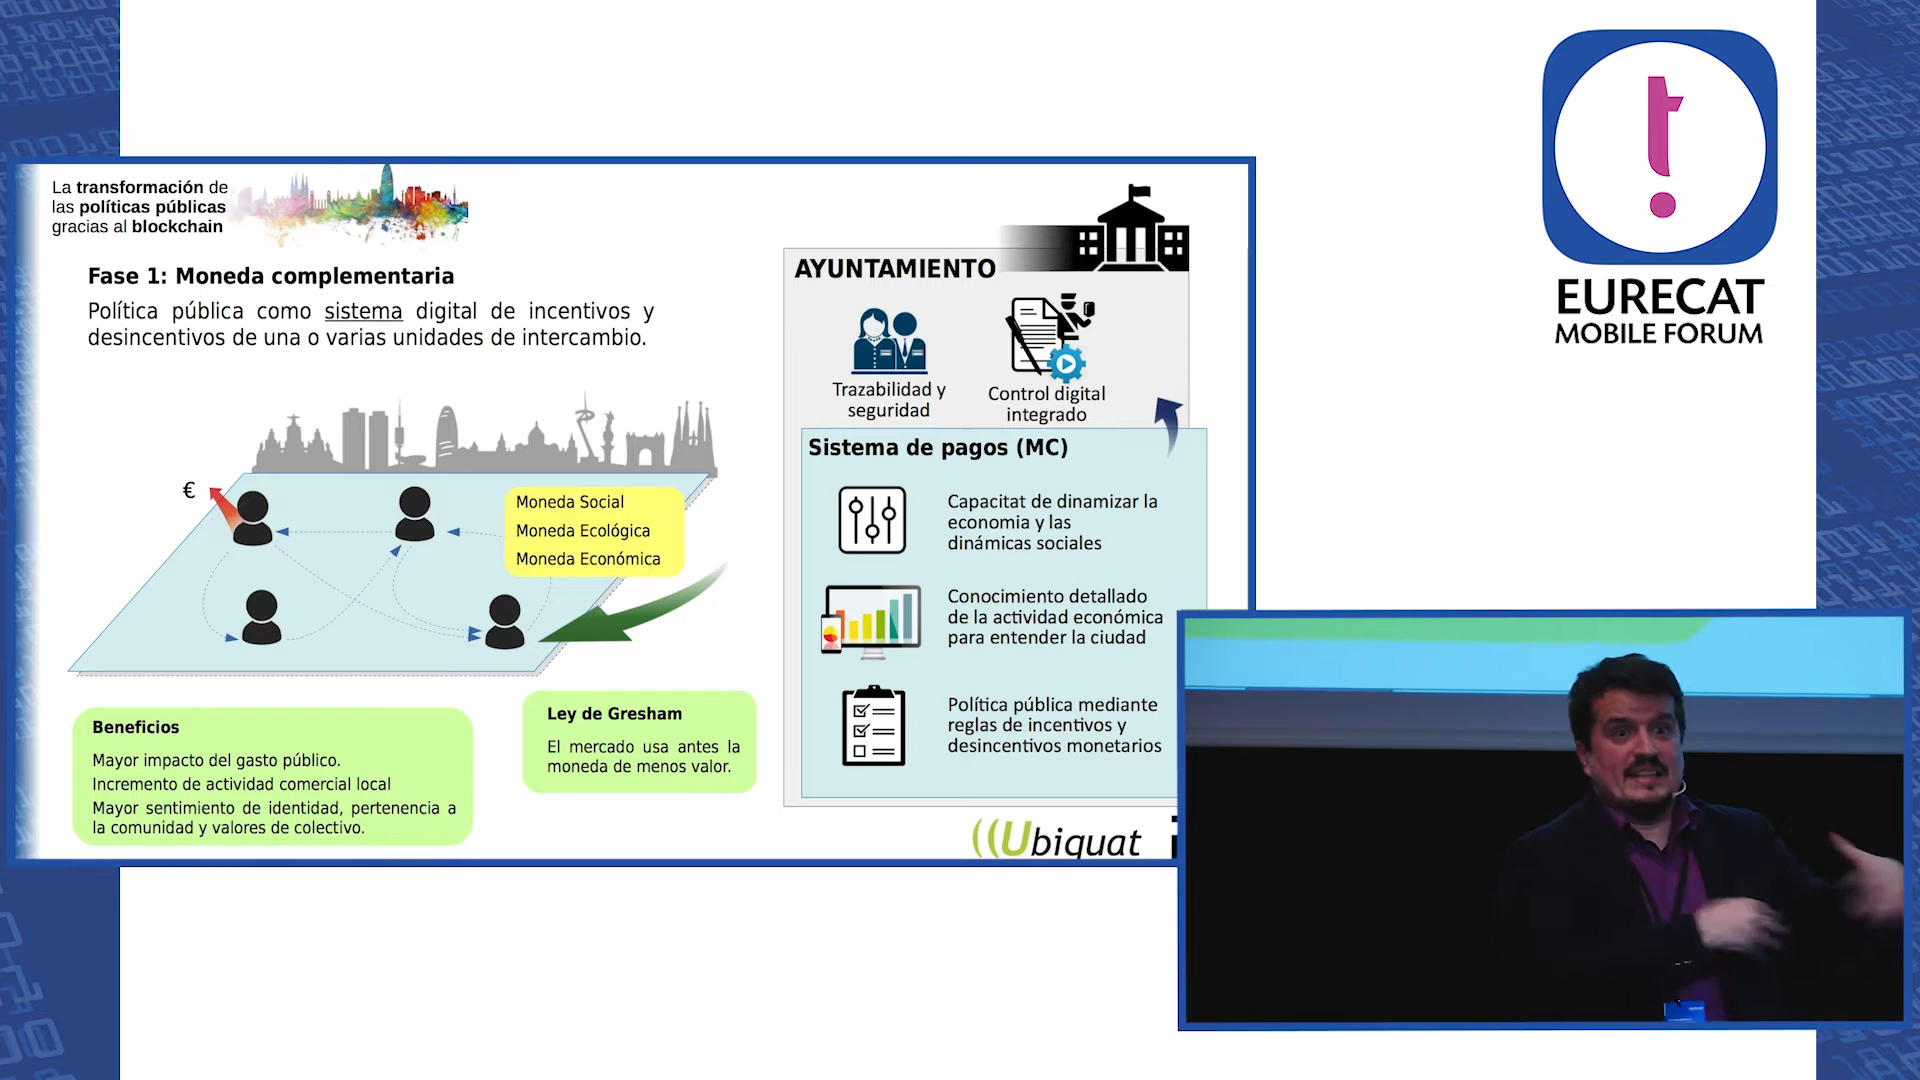 La transformación de
las políticas públicas
gracias al blockchain
Fase 1: Moneda complementaria
Política pública como sistema digital de incentivos y
desincentivos de una o varias unidades de intercambio.
€
Moneda Social
Moneda Ecológica
Moneda Económica
Beneficios
Mayor impacto del gasto público.
Incremento de actividad comercial local
Mayor sentimiento de identidad, pertenencia a
la comunidad y valores de colectivo.
Ley de Gresham
El mercado usa antes la
moneda de menos valor.
AYUNTAMIENTO
Trazabilidad y
seguridad
Control digital
integrado
Sistema de pagos (MC)
Capacitat de dinamizar la
economia y las
dinámicas sociales
Conocimiento detallado
de la actividad económica
para entender la ciudad
Política pública mediante
reglas de incentivos y
desincentivos monetarios
((Ubiquat
EURECAT
MOBILE FORUM